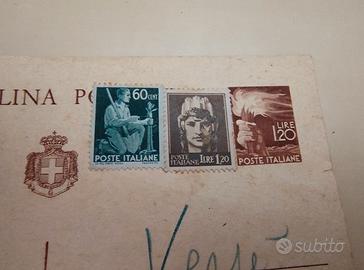 LINA PO
60 CENT
POSTE ITALIANE
POSTE ITALIANE LIRE 1,20
LIRE 1,20
POSTE ITALIANE
subito